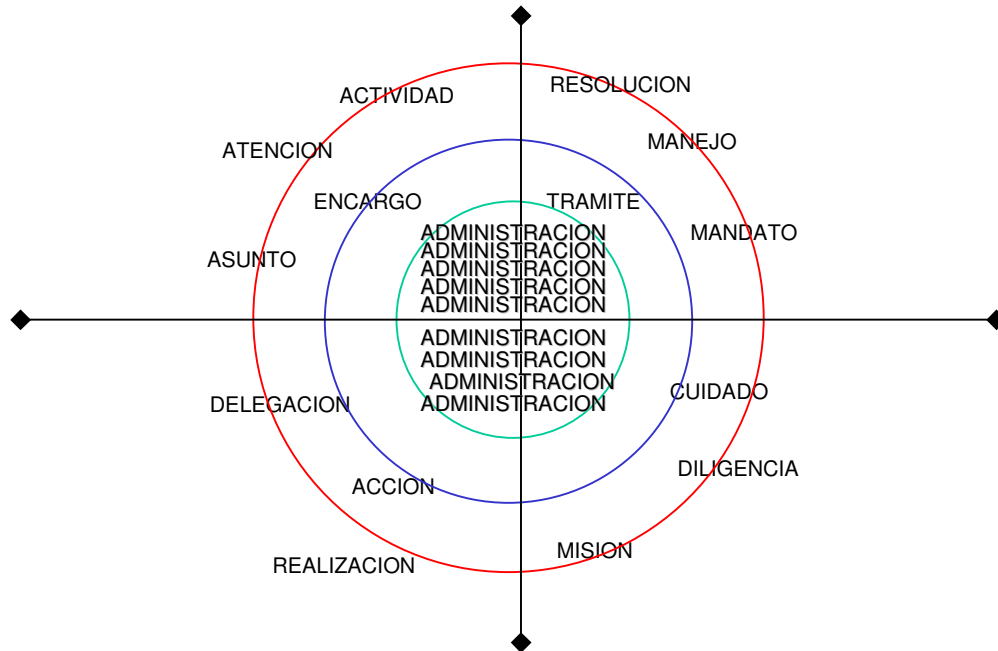 RESOLUCION
ACTIVIDAD
MANEJO
ATENCION
ENCARGO
TRAMITE
ADMINISTRACION
MANDATO
ADMINISTRACION
ASUNTO
ADMINISTRACION
ADMINISTRACION
ADMINISTRACION
ADMINISTRACION
ADMINISTRACION
ADMINISTRACION
CUIDADO
DELEGACION
ADMINISTRACION
DILIGENCIA
ACCION
MISION
REALIZACION